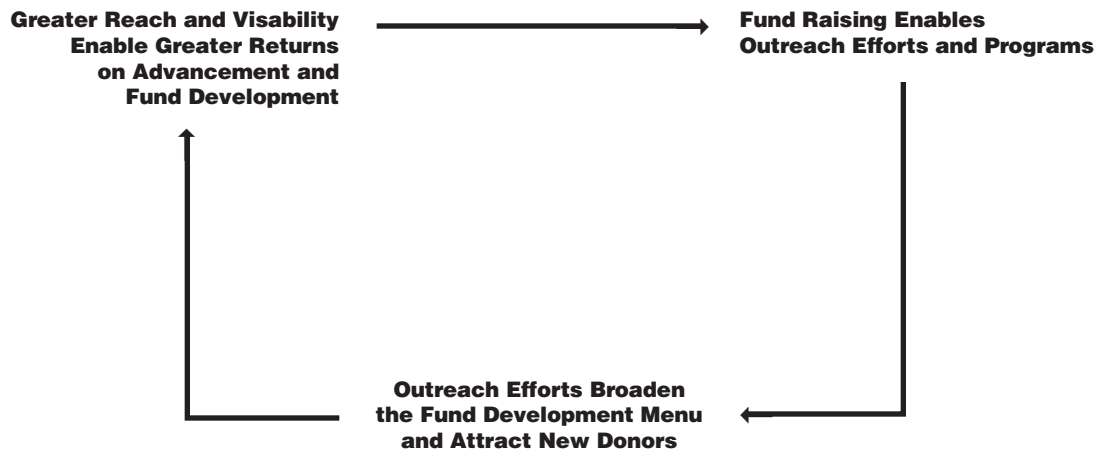 Greater Reach and Visability
Enable Greater Returns
on Advancement and
Fund Development
Fund Raising Enables
Outreach Efforts and Programs
Outreach Efforts Broaden
the Fund Development Menu
and Attract New Donors